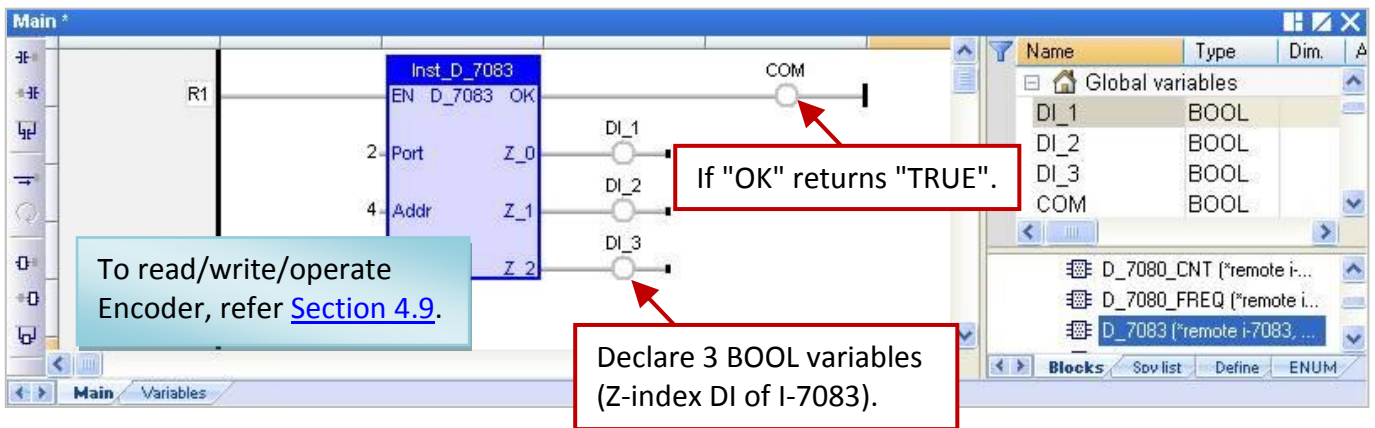 Main *
Name Type Dim. A
Global variables
DI_1 BOOL
DI_2 BOOL
DI_3 BOOL
COM BOOL
R1
Inst_D_7083
EN D_7083 OK
COM
2 Port Z_0
DI_1
4 Addr Z_1
DI_2
Z_2
DI_3
If "OK" returns "TRUE".
To read/write/operate
Encoder, refer Section 4.9.
Declare 3 BOOL variables
(Z-index DI of I-7083).
D_7080_CNT (*remote i-...
D_7080_FREQ (*remote i...
D_7083 (*remote i-7083, ...
Blocks Spy list Define ENUM
Main Variables